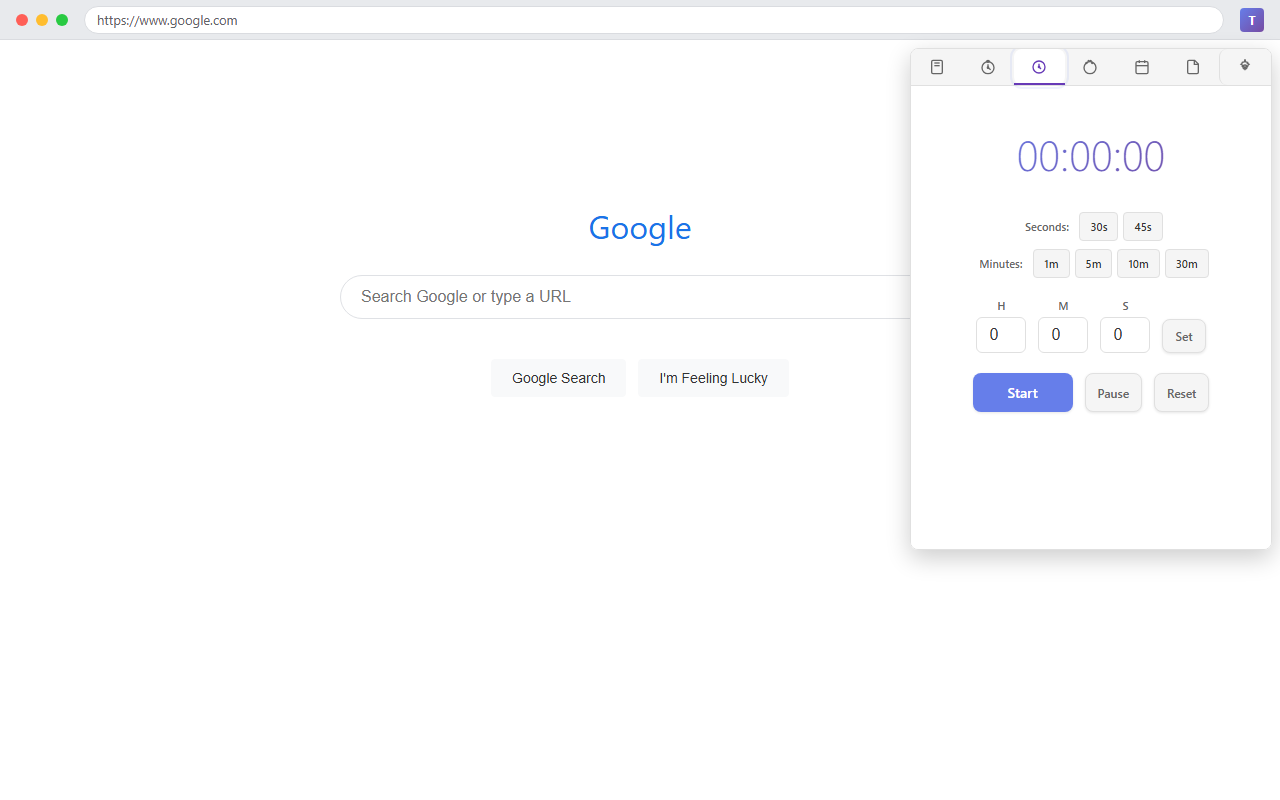 https://www.google.com
T
00:00:00
Google
Seconds: 30s 45s
Minutes: 1m 5m 10m 30m
Search Google or type a URL
H M S
0 0 0 Set
Google Search I'm Feeling Lucky
Start Pause Reset